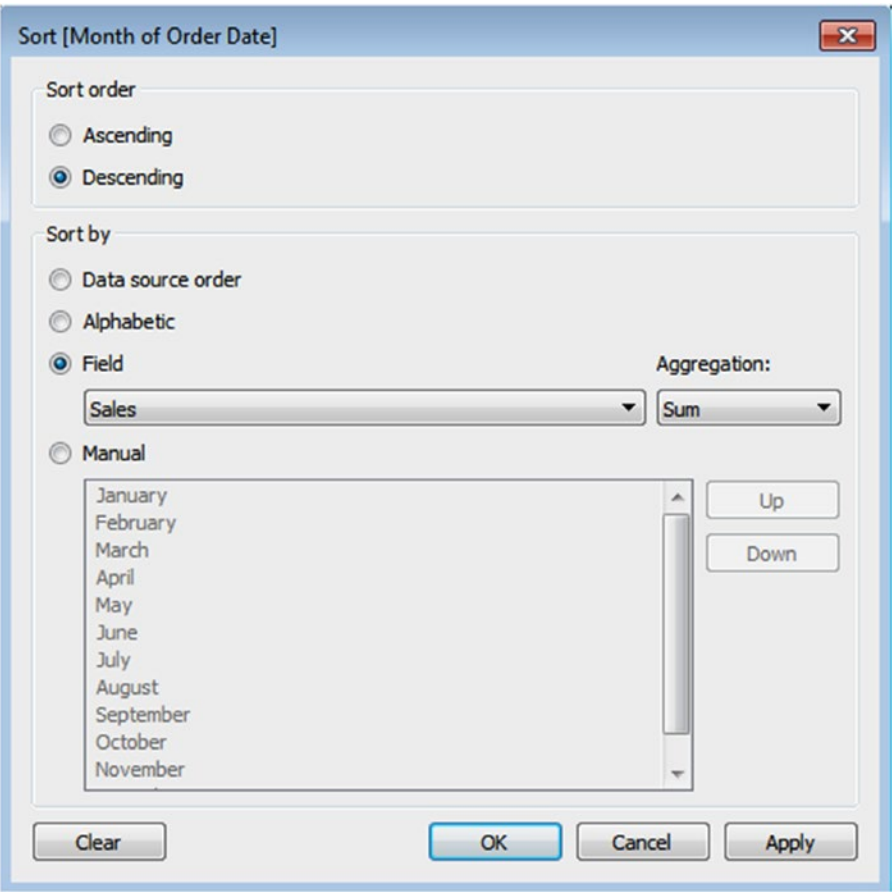 Sort [Month of Order Date]
Sort order
Ascending
Descending
Sort by
Data source order
Alphabetic
Field
Aggregation:
Sales
Sum
Manual
January
February
March
April
May
June
July
August
September
October
November
Up
Down
Clear
OK
Cancel
Apply